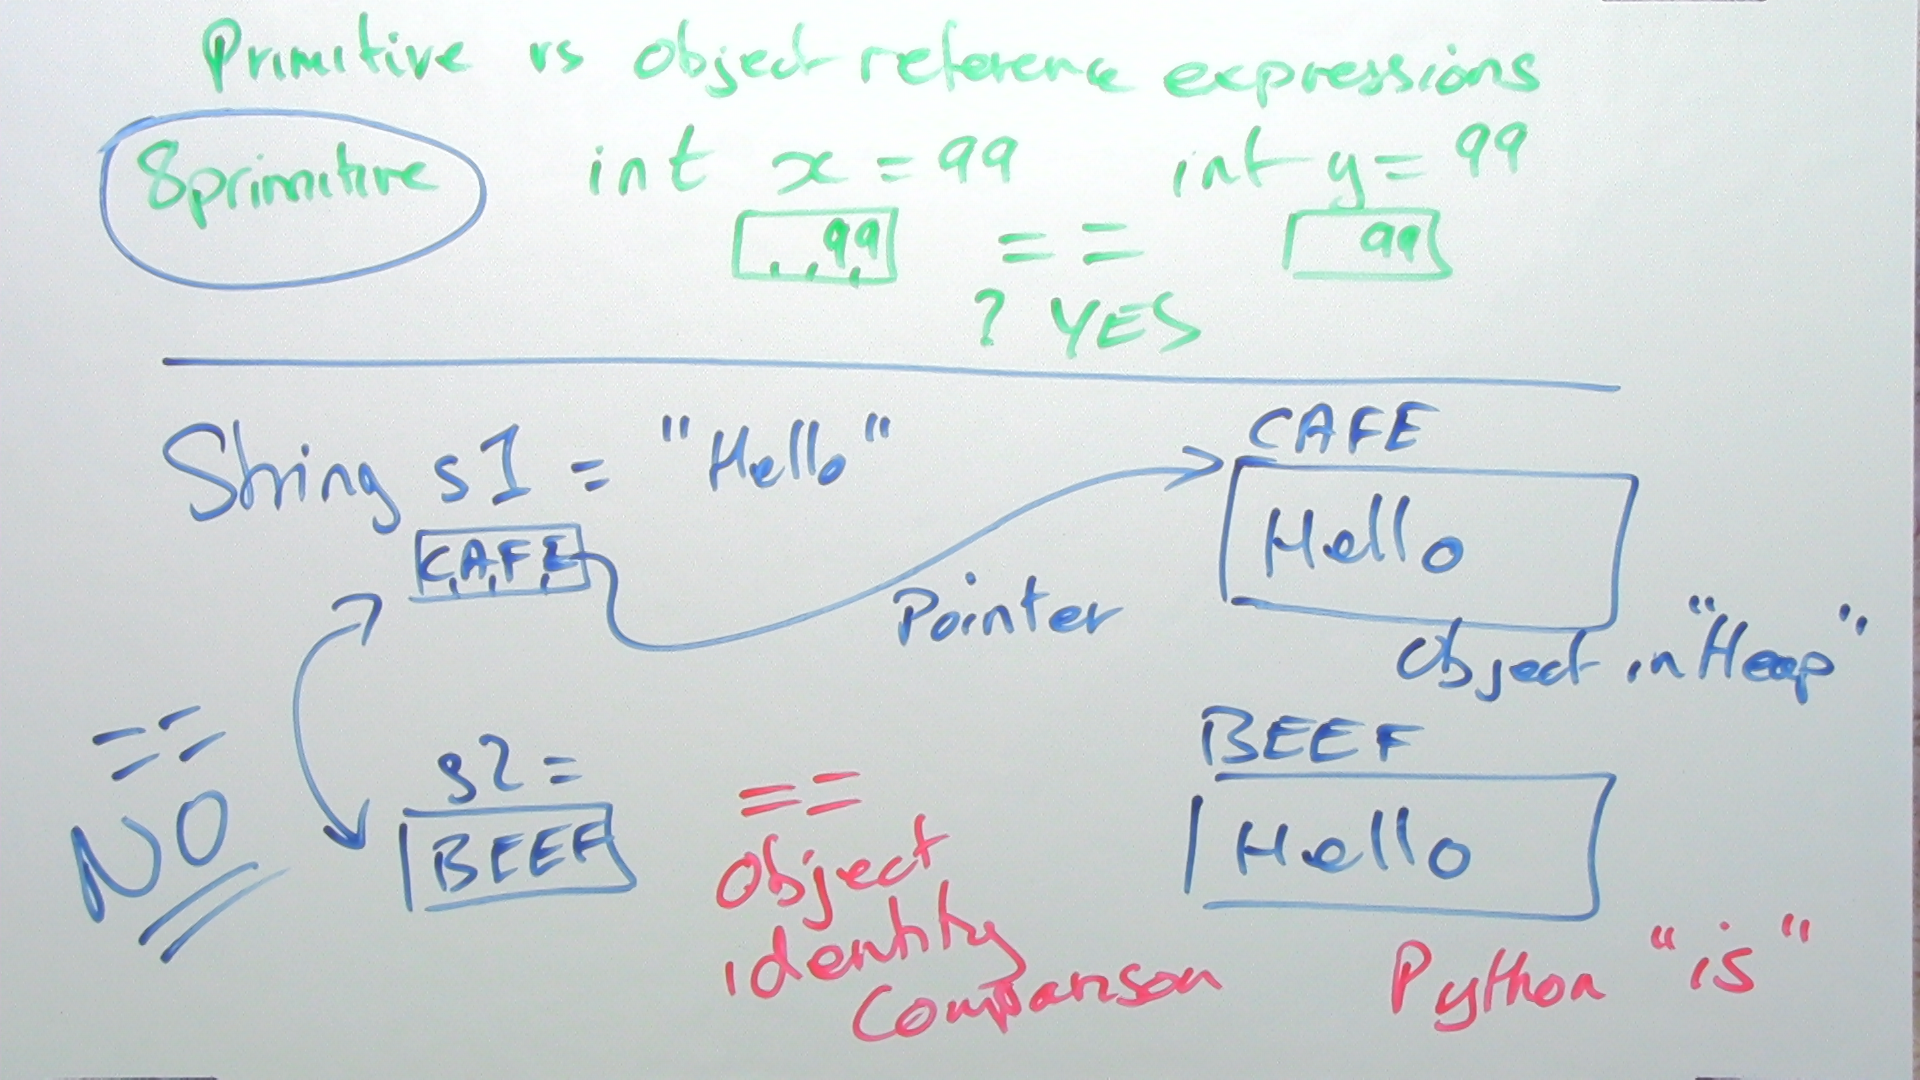 Primitive vs object reference expressions
8 primitive
int x = 99 int y = 99
99 == 99
? YES
String s1 = "Hello"
CAFE
CAFE
Hello
Pointer
Object in "Heap"
==
NO
s2 =
BEEF
BEEF
Hello
==
Object
identity
Comparison
Python "is"